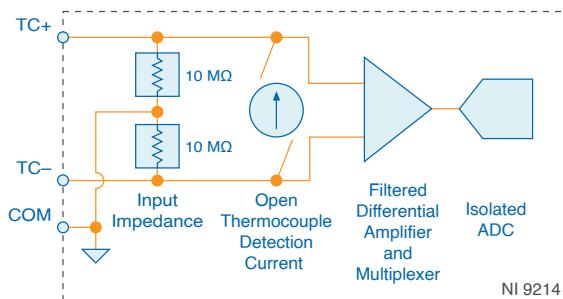 TC+
10 MΩ
10 MΩ
TC–
COM
Input
Impedance
Open
Thermocouple
Detection
Current
Filtered
Differential
Amplifier
and
Multiplexer
Isolated
ADC
NI 9214